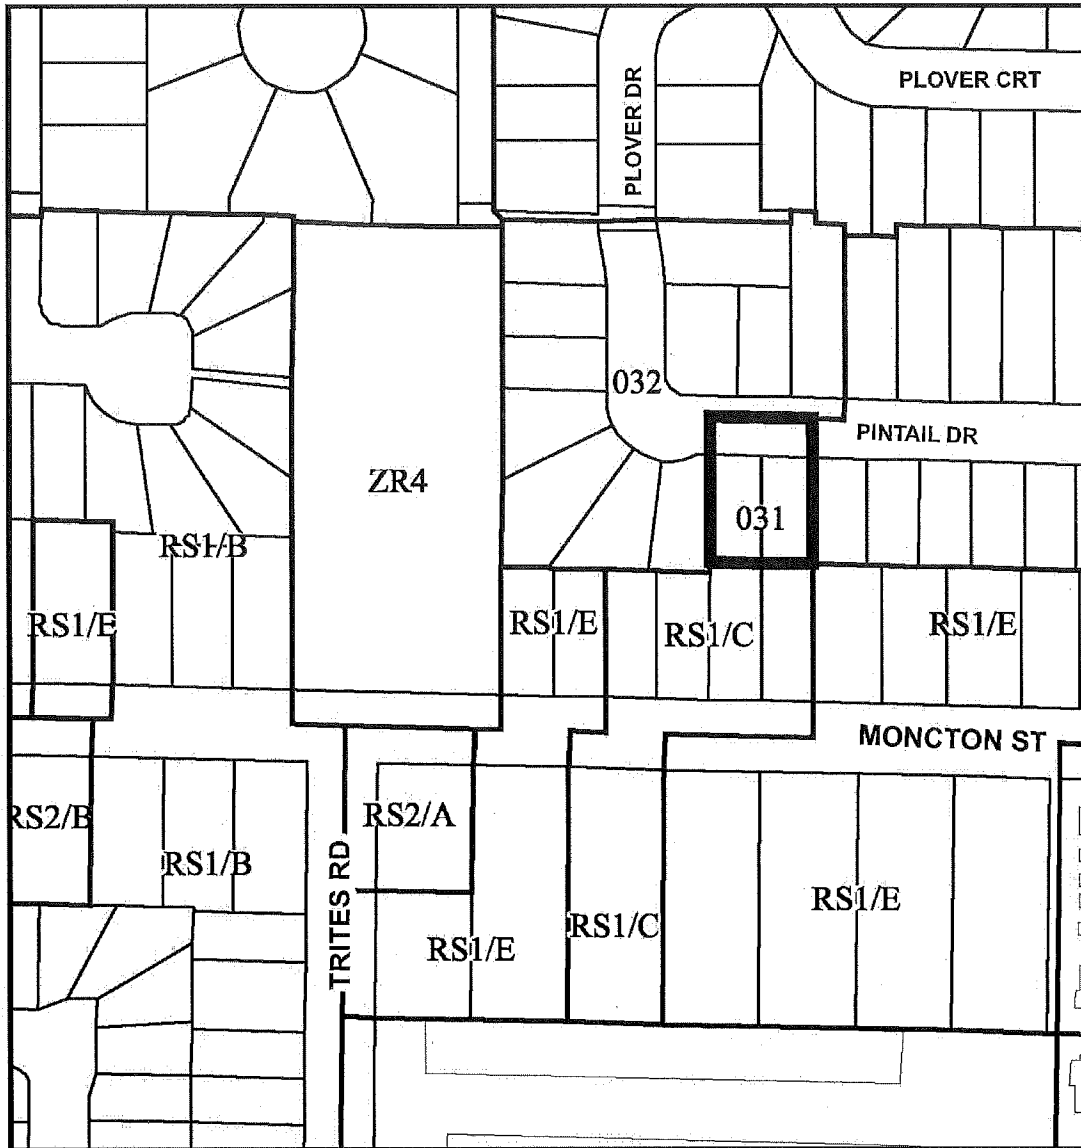 PLOVER CRT
PLOVER DR
032
PINTAIL DR
ZR4
031
RS1/B
RS1/E
RS1/E
RS1/C
RS1/E
MONCTON ST
RS2/B
RS2/A
RS1/B
TRITES RD
RS1/E
RS1/C
RS1/E